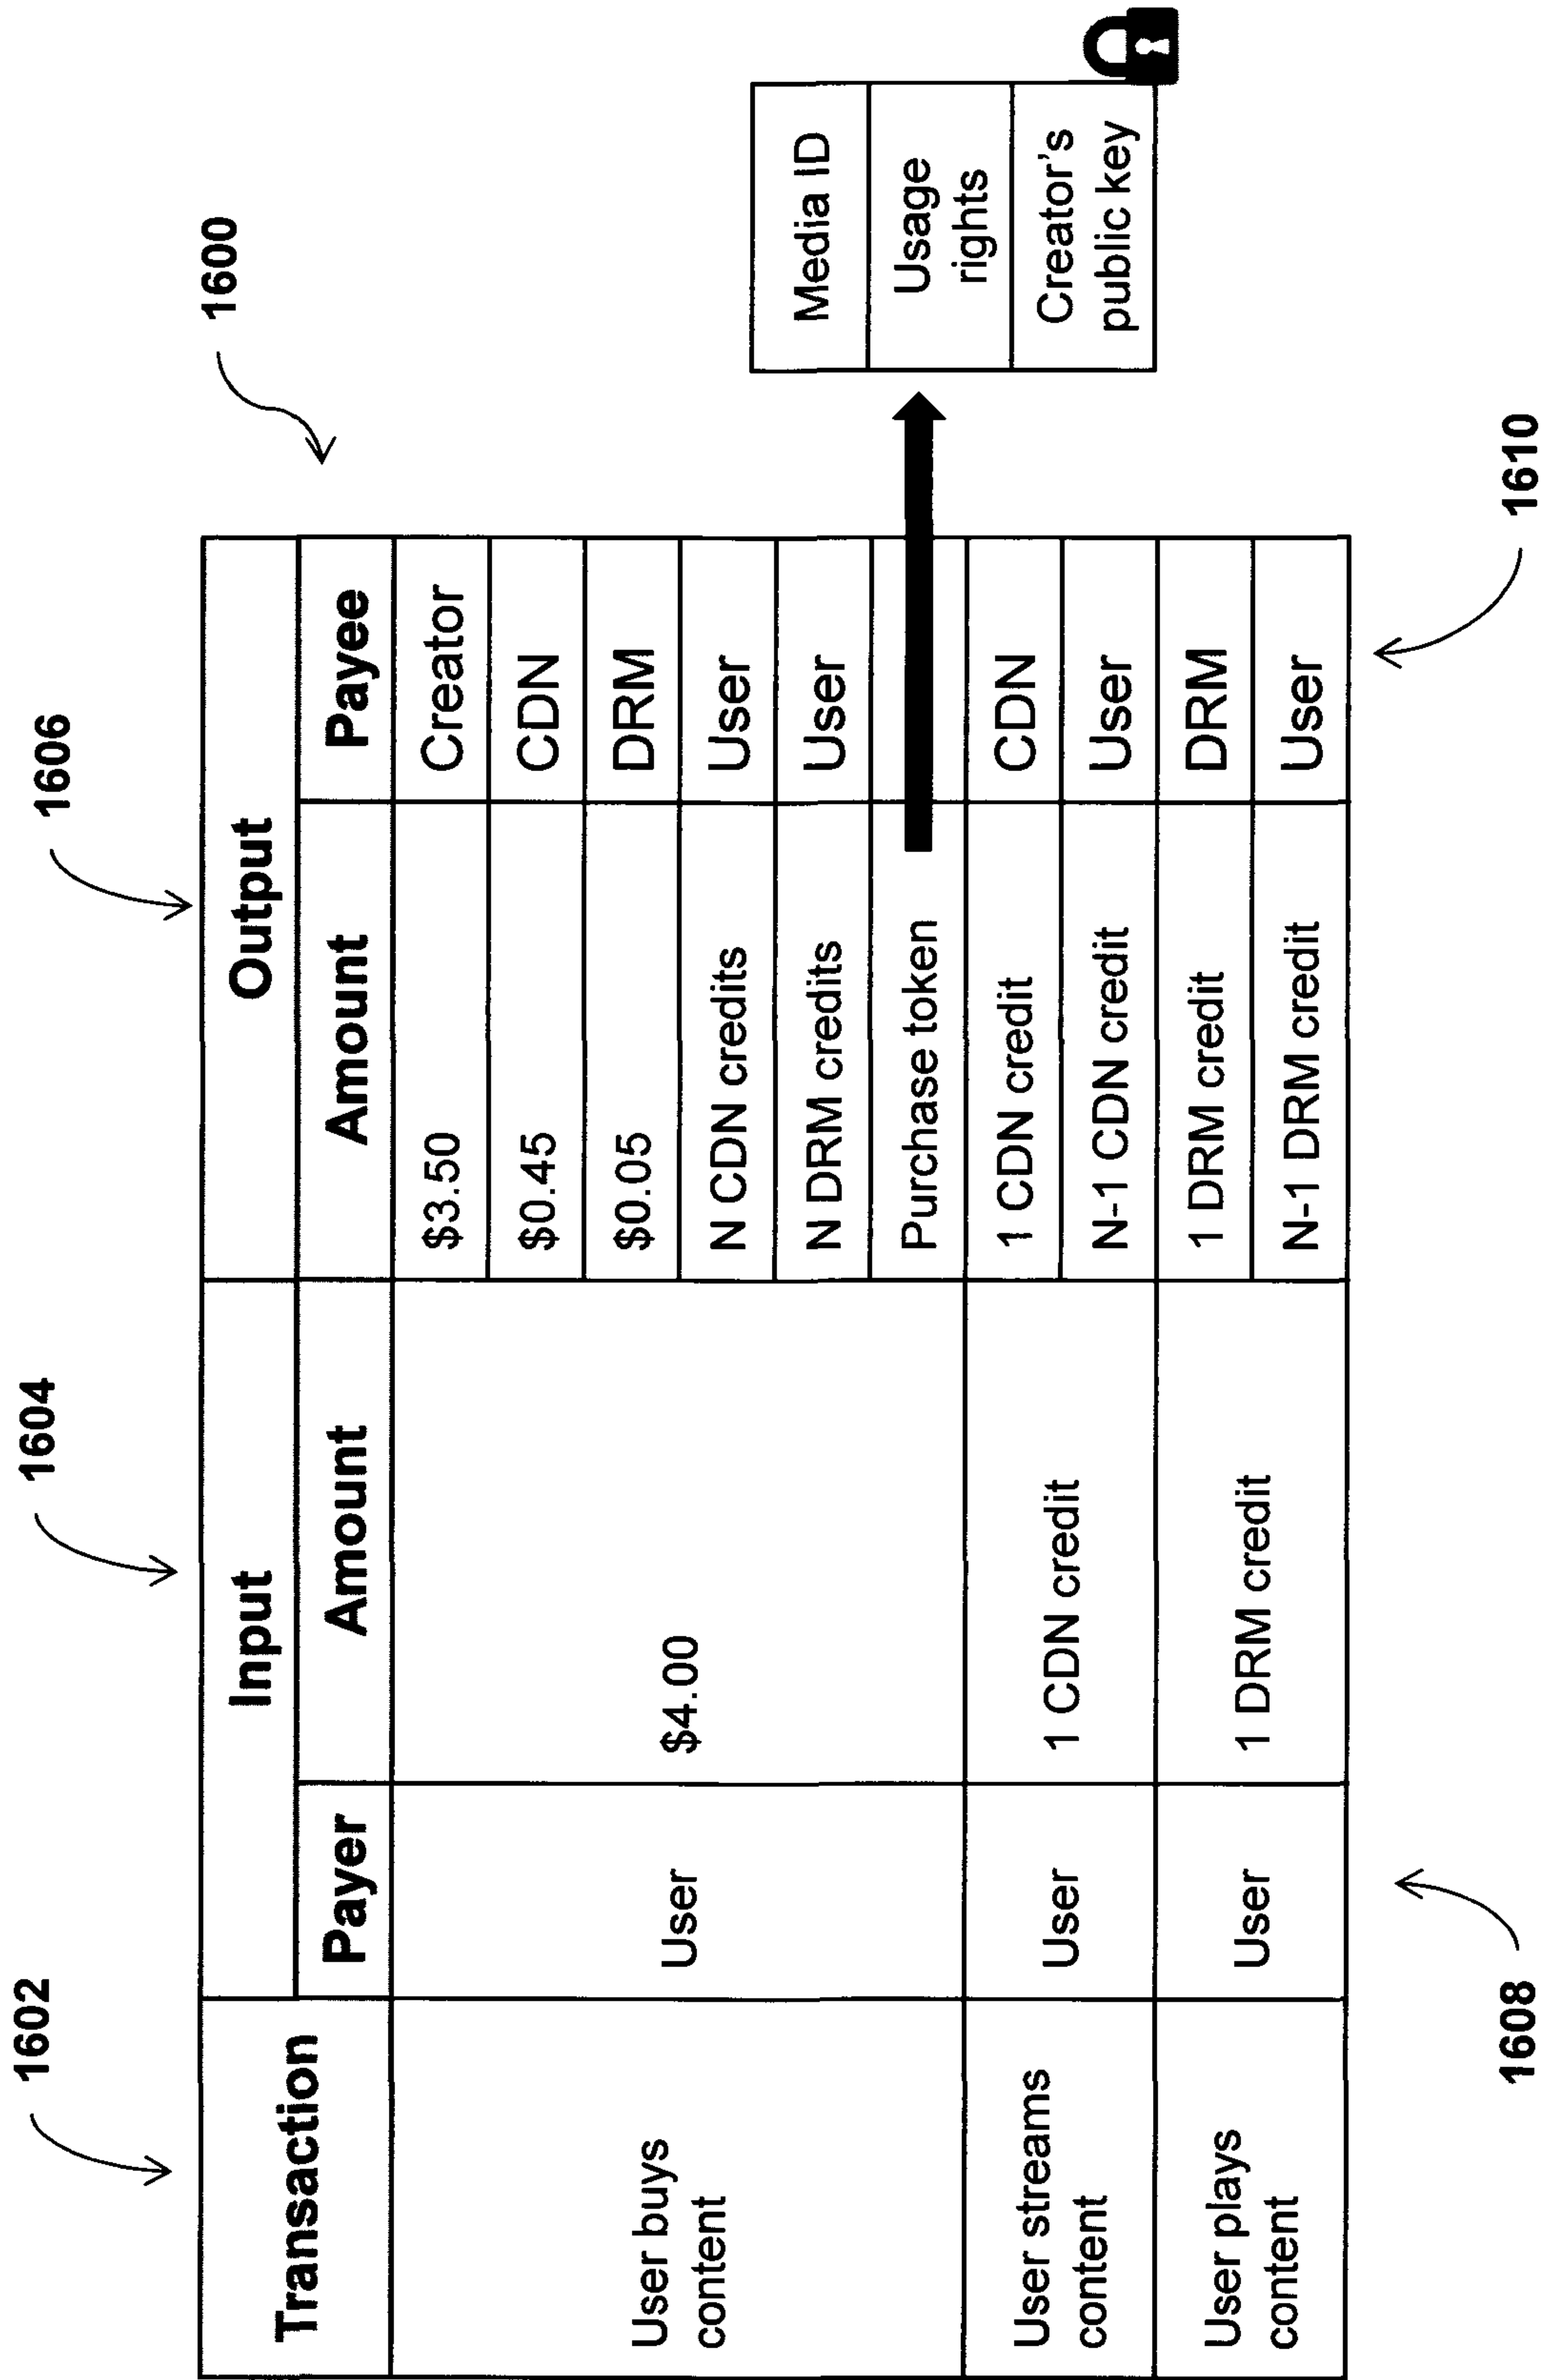 1602
1604
1606
1600
Transaction
Input
Output
Payer
Amount
Amount
Payee
User buys
content
User
$4.00
$3.50
Creator
$0.45
CDN
$0.05
DRM
N CDN credits
User
N DRM credits
User
Purchase token
Media ID
Usage
rights
Creator's
public key
User streams
content
User
1 CDN credit
1 CDN credit
CDN
N-1 CDN credit
User
User plays
content
User
1 DRM credit
1 DRM credit
DRM
N-1 DRM credit
User
1608
1610